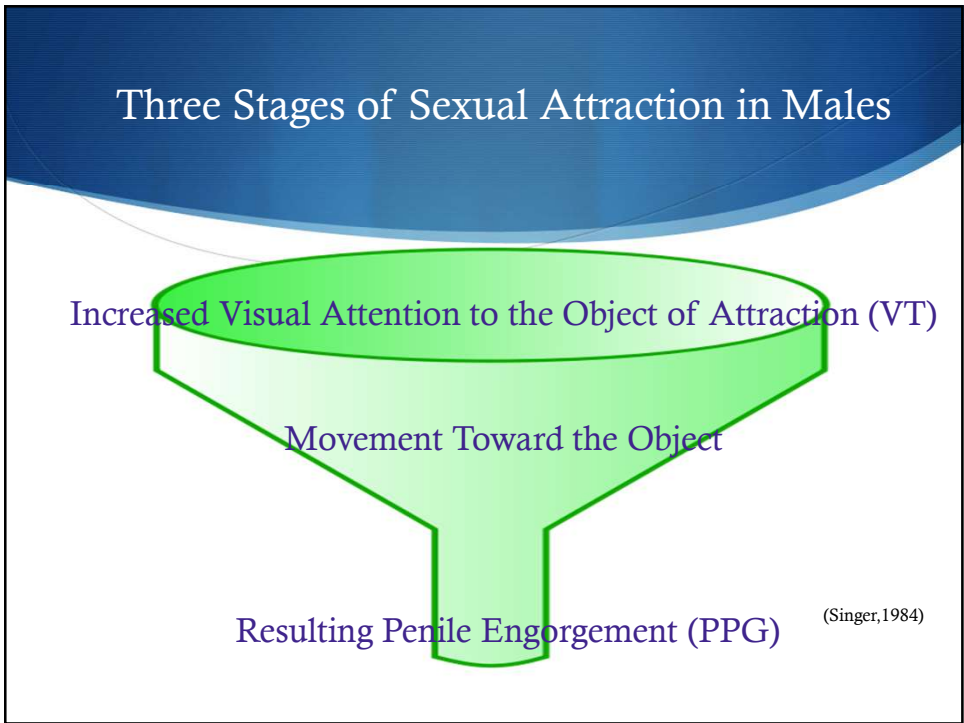 Three Stages of Sexual Attraction in Males
Increased Visual Attention to the Object of Attraction (VT)
Movement Toward the Object
Resulting Penile Engorgement (PPG)
(Singer,1984)